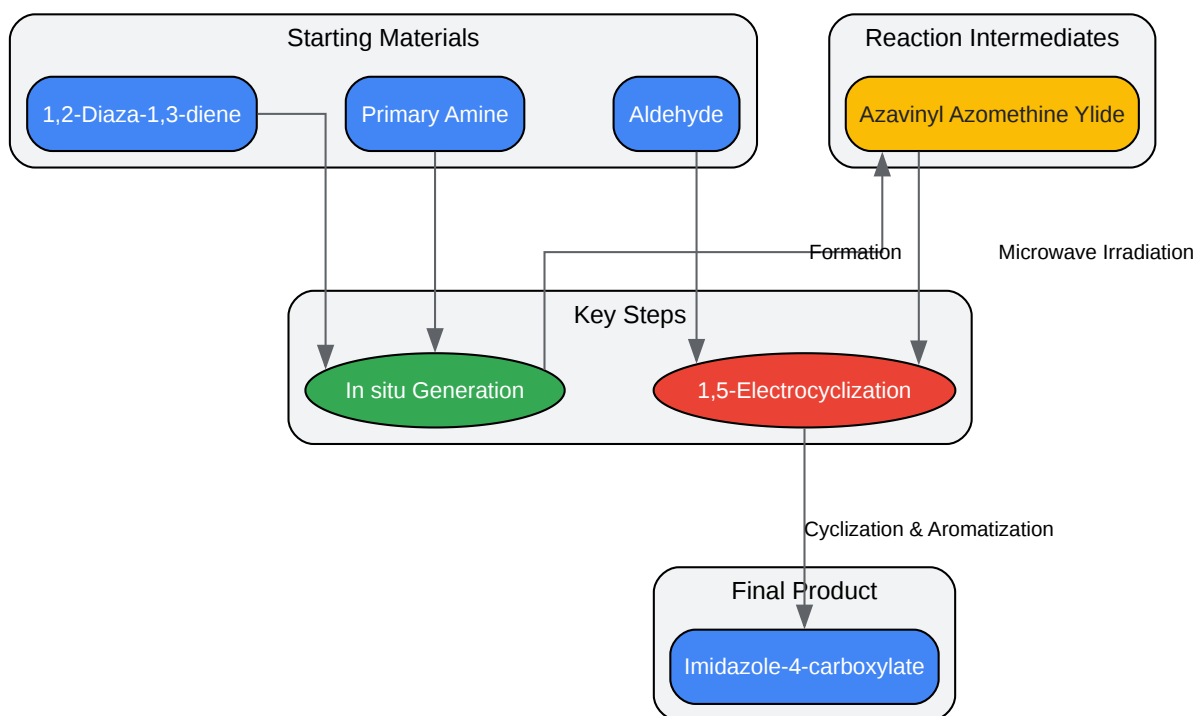 Starting Materials
Reaction Intermediates
1,2-Diaza-1,3-diene
Primary Amine
Aldehyde
Azavinyl Azomethine Ylide
Formation
Microwave Irradiation
Key Steps
In situ Generation
1,5-Electrocyclization
Cyclization & Aromatization
Final Product
Imidazole-4-carboxylate